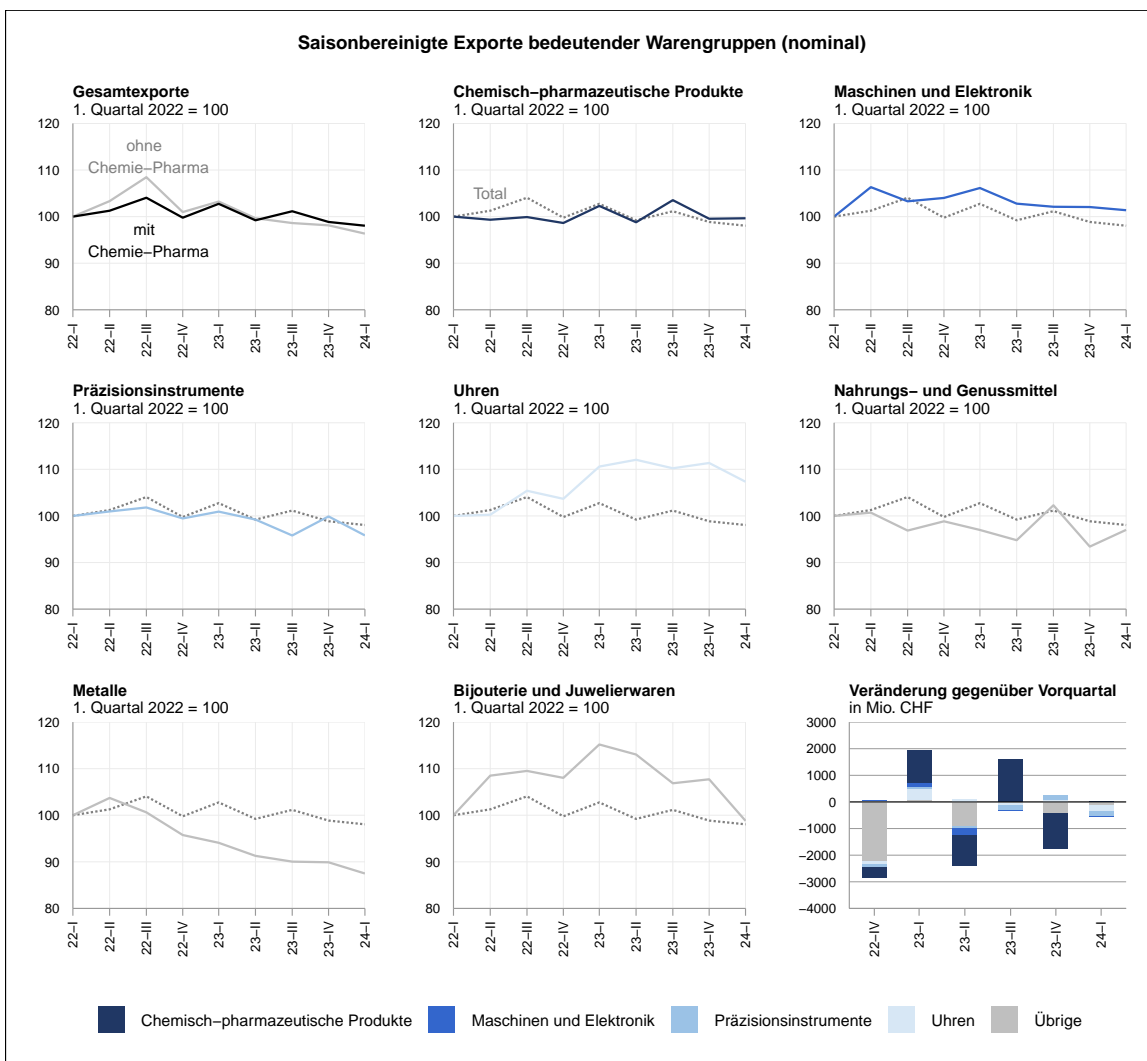 Saisonbereinigte Exporte bedeutender Warengruppen (nominal)
Gesamtexporte
1. Quartal 2022 = 100
120
110
100
90
80
ohne
Chemie–Pharma
mit
Chemie–Pharma
22–I
22–II
22–III
22–IV
23–I
23–II
23–III
23–IV
24–I
Chemisch–pharmazeutische Produkte
1. Quartal 2022 = 100
120
110
100
90
80
Total
22–I
22–II
22–III
22–IV
23–I
23–II
23–III
23–IV
24–I
Maschinen und Elektronik
1. Quartal 2022 = 100
120
110
100
90
80
22–I
22–II
22–III
22–IV
23–I
23–II
23–III
23–IV
24–I
Präzisionsinstrumente
1. Quartal 2022 = 100
120
110
100
90
80
22–I
22–II
22–III
22–IV
23–I
23–II
23–III
23–IV
24–I
Uhren
1. Quartal 2022 = 100
120
110
100
90
80
22–I
22–II
22–III
22–IV
23–I
23–II
23–III
23–IV
24–I
Nahrungs– und Genussmittel
1. Quartal 2022 = 100
120
110
100
90
80
22–I
22–II
22–III
22–IV
23–I
23–II
23–III
23–IV
24–I
Metalle
1. Quartal 2022 = 100
120
110
100
90
80
22–I
22–II
22–III
22–IV
23–I
23–II
23–III
23–IV
24–I
Bijouterie und Juwelierwaren
1. Quartal 2022 = 100
120
110
100
90
80
22–I
22–II
22–III
22–IV
23–I
23–II
23–III
23–IV
24–I
Veränderung gegenüber Vorquartal
in Mio. CHF
3000
2000
1000
0
–1000
–2000
–3000
–4000
22–IV
23–I
23–II
23–III
23–IV
24–I
Chemisch–pharmazeutische Produkte
Maschinen und Elektronik
Präzisionsinstrumente
Uhren
Übrige